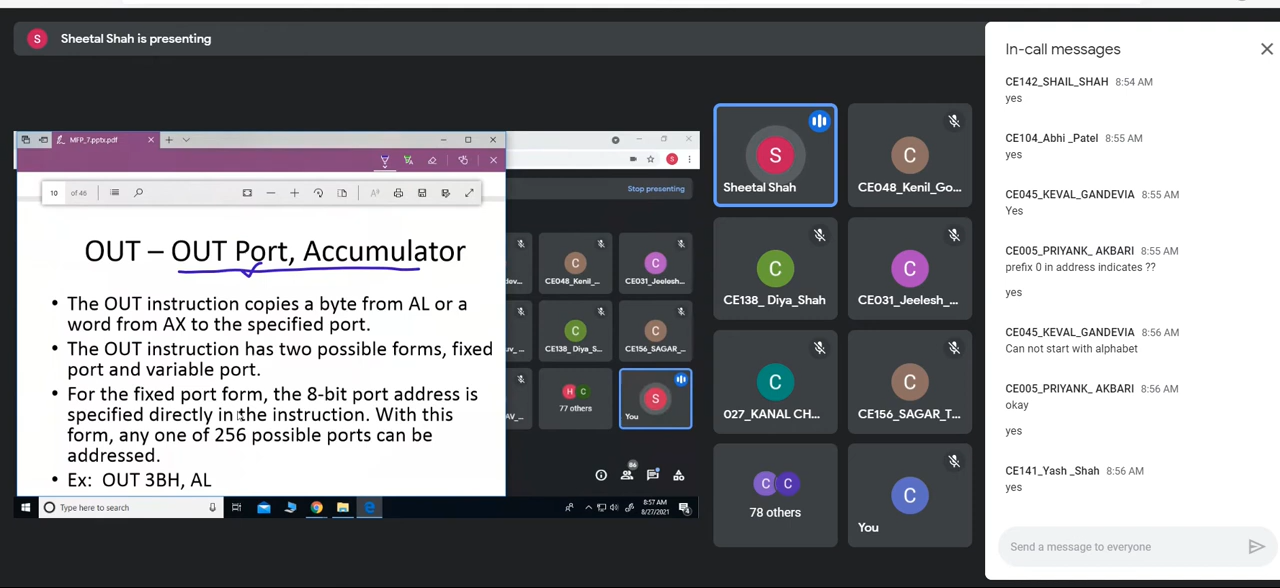 S Sheetal Shah is presenting
MFP_7.pptx.pdf
10 of 46
OUT – OUT Port, Accumulator
• The OUT instruction copies a byte from AL or a
word from AX to the specified port.
• The OUT instruction has two possible forms, fixed
port and variable port.
• For the fixed port form, the 8-bit port address is
specified directly in the instruction. With this
form, any one of 256 possible ports can be
addressed.
• Ex: OUT 3BH, AL
S
Stop presenting
C
CE048_Kenil_...
C
CE031_Jeelesh_...
C
CE138_ Diya_S...
C
CE156_SAGAR_...
H C
77 others
S
You
86
Type here to search
8:57 AM
8/27/2021
4
S
Sheetal Shah
C
CE048_Kenil_Go...
C
CE138_ Diya_Shah
C
CE031_Jeelesh_...
C
027_KANAL CH...
C
CE156_SAGAR_T...
C C
78 others
C
You
In-call messages
CE142_SHAIL_SHAH 8:54 AM
yes
CE104_Abhi _Patel 8:55 AM
yes
CE045_KEVAL_GANDEVIA 8:55 AM
Yes
CE005_PRIYANK_ AKBARI 8:55 AM
prefix 0 in address indicates ??
yes
CE045_KEVAL_GANDEVIA 8:56 AM
Can not start with alphabet
CE005_PRIYANK_ AKBARI 8:56 AM
okay
yes
CE141_Yash _Shah 8:56 AM
yes
Send a message to everyone